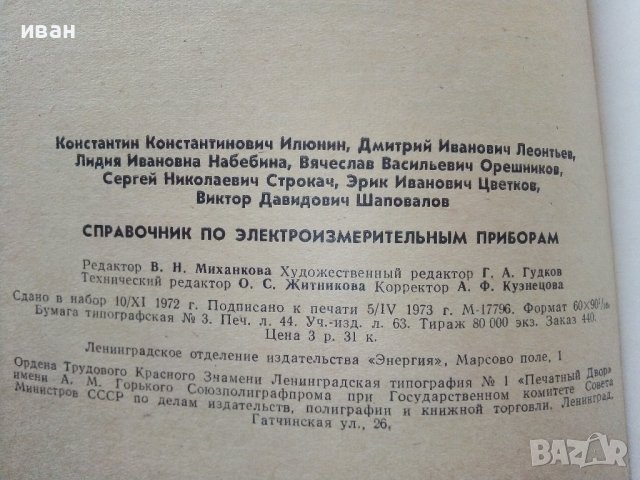 иван
Константин Константинович Илюнин, Дмитрий Иванович Леонтьев,
Лидия Ивановна Набебина, Вячеслав Васильевич Орешников,
Сергей Николаевич Строкач, Эрик Иванович Цветков,
Виктор Давидович Шаповалов
СПРАВОЧНИК ПО ЭЛЕКТРОИЗМЕРИТЕЛЬНЫМ ПРИБОРАМ
Редактор В. Н. Миханкова Художественный редактор Г. А. Гудков
Технический редактор О. С. Житникова Корректор А. Ф. Кузнецова
Сдано в набор 10/XI 1972 г. Подписано к печати 5/IV 1973 г. М-17796. Формат 60×90¹/₁₆.
Бумага типографская № 3. Печ. л. 44. Уч.-изд. л. 63. Тираж 80 000 экз. Заказ 440.
Цена 3 р. 31 к.
Ленинградское отделение издательства «Энергия», Марсово поле, 1
Ордена Трудового Красного Знамени Ленинградская типография № 1 «Печатный Двор»
имени А. М. Горького Союзполиграфпрома при Государственном комитете Совета
Министров СССР по делам издательств, полиграфии и книжной торговли, Ленинград,
Гатчинская ул., 26,
BAZAR